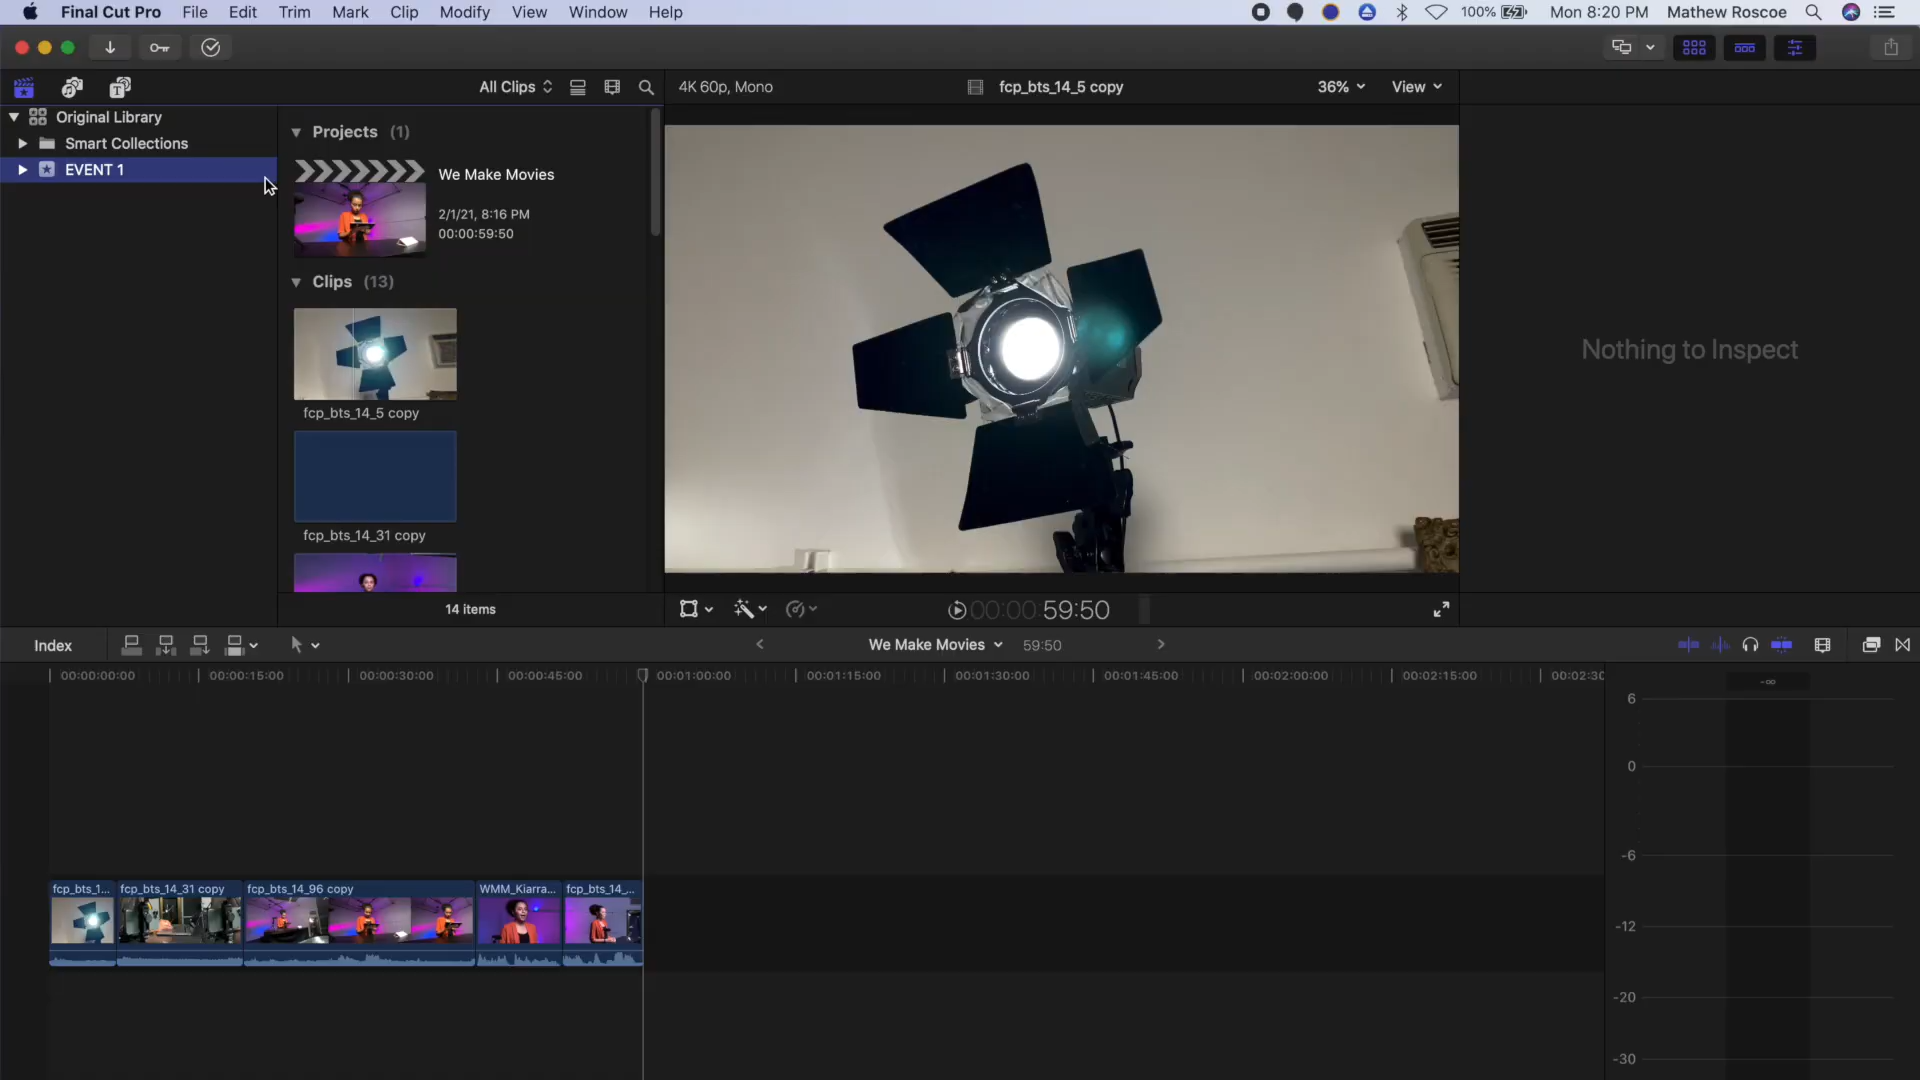 Final Cut Pro File Edit Trim Mark Clip Modify View Window Help 100% Mon 8:20 PM Mathew Roscoe
All Clips 4K 60p, Mono fcp_bts_14_5 copy 36% View
Original Library
Smart Collections
EVENT 1
Projects (1)
We Make Movies
2/1/21, 8:16 PM
00:00:59:50
Clips (13)
fcp_bts_14_5 copy
fcp_bts_14_31 copy
14 items
00:00 59:50
Nothing to Inspect
Index We Make Movies 59:50
00:00:00:00 00:00:15:00 00:00:30:00 00:00:45:00 00:01:00:00 00:01:15:00 00:01:30:00 00:01:45:00 00:02:00:00 00:02:15:00 00:02:30
fcp_bts_1... fcp_bts_14_31 copy fcp_bts_14_96 copy WMM_Kiarra... fcp_bts_14_...
-∞
6
0
-6
-12
-20
-30